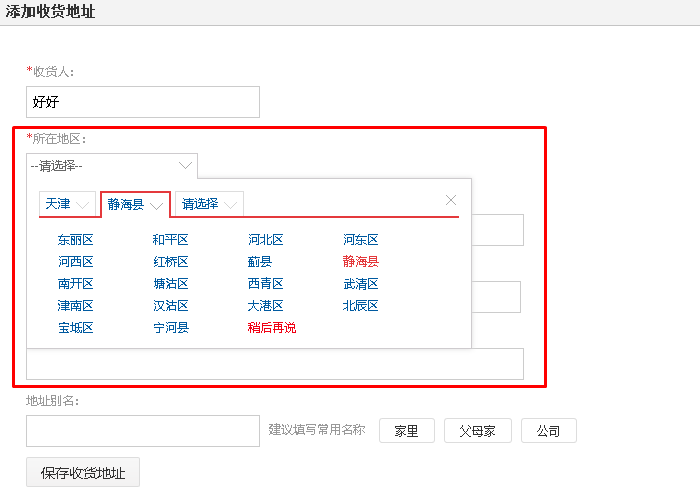 添加收货地址
*收货人:
好好
*所在地区:
--请选择--
天津 静海县 请选择
东丽区 和平区 河北区 河东区
河西区 红桥区 蓟县 静海县
南开区 塘沽区 西青区 武清区
津南区 汉沽区 大港区 北辰区
宝坻区 宁河县 稍后再说
地址别名:
建议填写常用名称 家里 父母家 公司
保存收货地址